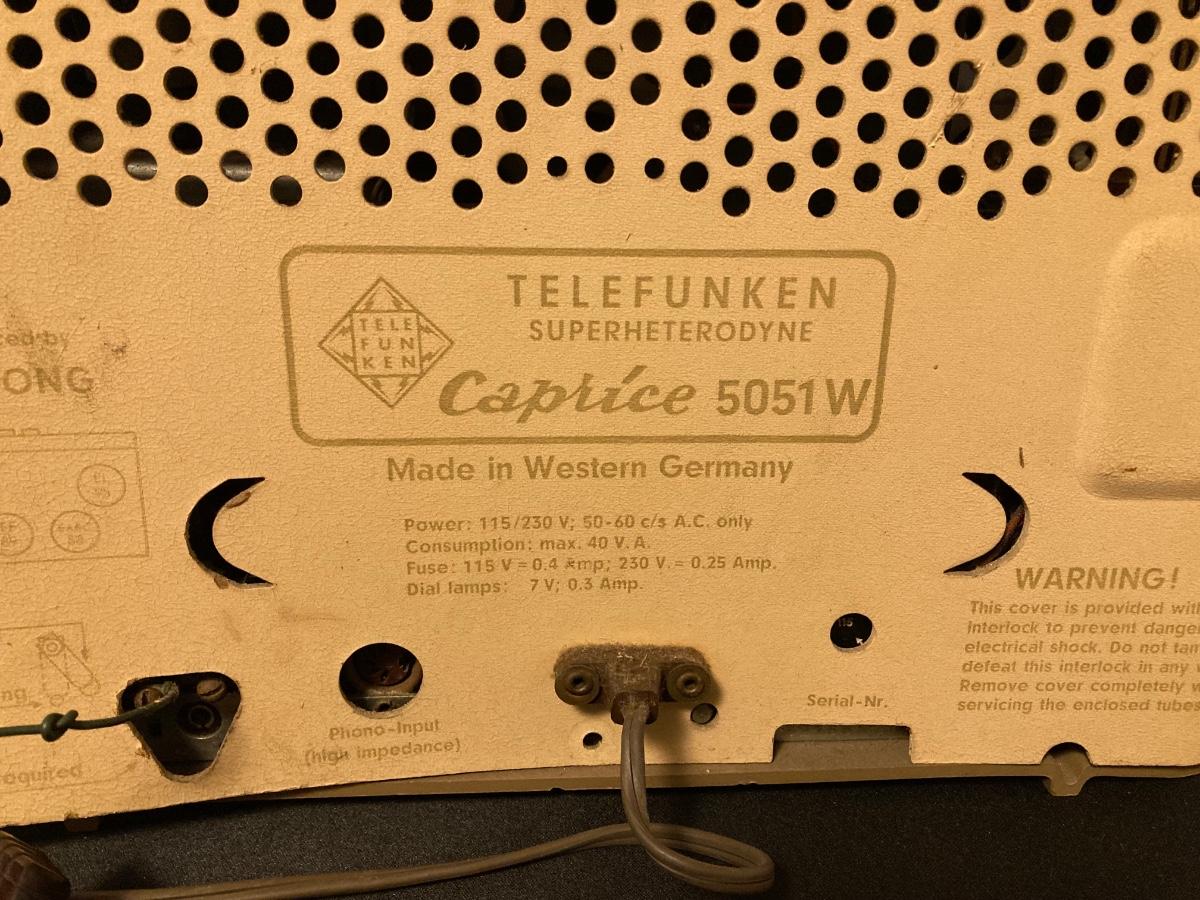 TELE
FUN
KEN
TELEFUNKEN
SUPERHETERODYNE
Caprice 5051W
Made in Western Germany
Power: 115/230 V; 50-60 c/s A.C. only
Consumption: max. 40 V.A.
Fuse: 115 V = 0.4 Amp; 230 V. = 0.25 Amp.
Dial lamps: 7 V; 0.3 Amp.
ced by
ONG
Phono-Input
(high impedance)
ng
equired
115
Serial-Nr.
WARNING!
This cover is provided with
interlock to prevent danger
electrical shock. Do not tam
defeat this interlock in any w
Remove cover completely w
servicing the enclosed tubes